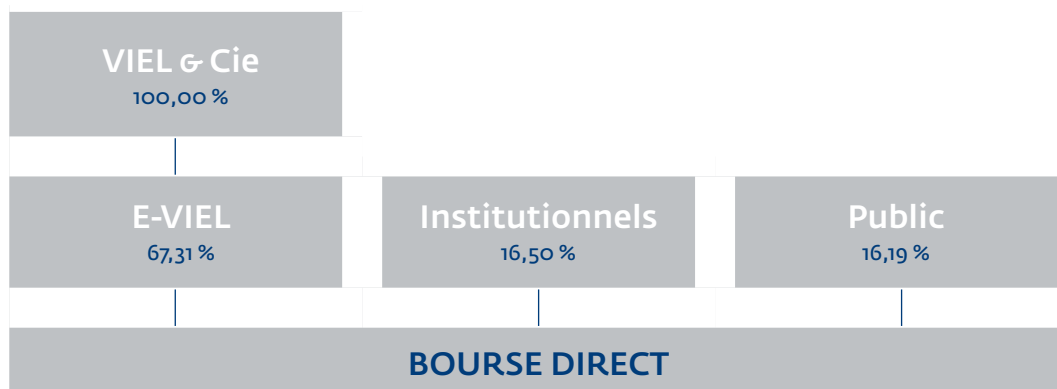 VIEL & Cie
100,00 %
E-VIEL
67,31 %
Institutionnels
16,50 %
Public
16,19 %
BOURSE DIRECT